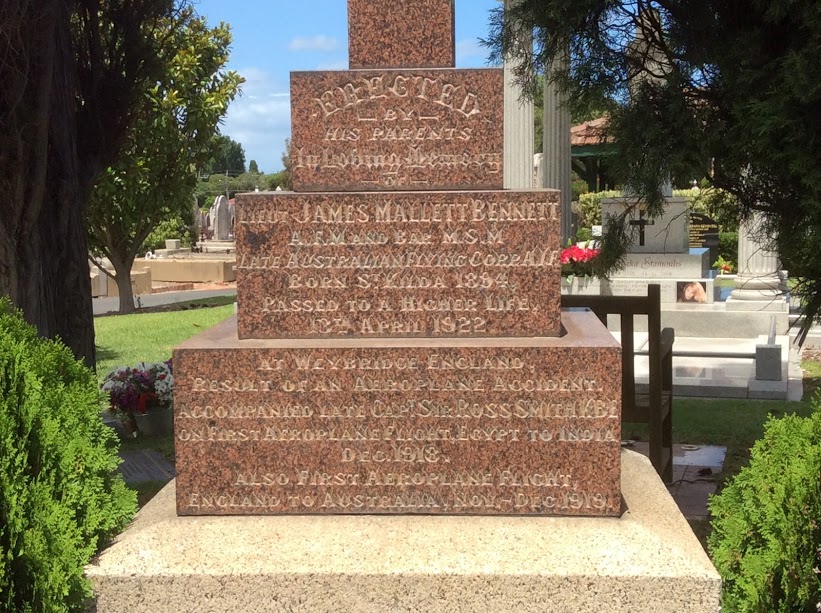 ERECTED
BY
HIS PARENTS
In Loving Memory
OF
LIEUT JAMES MALLETT BENNETT
A.F.M AND BAR M.S.M
LATE AUSTRALIAN FLYING CORP A.I.F
BORN ST KILDA 1894
PASSED TO A HIGHER LIFE
13TH APRIL 1922
AT WEYBRIDGE ENGLAND,
RESULT OF AN AEROPLANE ACCIDENT.
ACCOMPANIED LATE CAPT SIR ROSS SMITH K.B.E
ON FIRST AEROPLANE FLIGHT, EGYPT TO INDIA
DEC. 1918.
ALSO FIRST AEROPLANE FLIGHT,
ENGLAND TO AUSTRALIA, NOV.-DEC. 1919.
Stamoulis